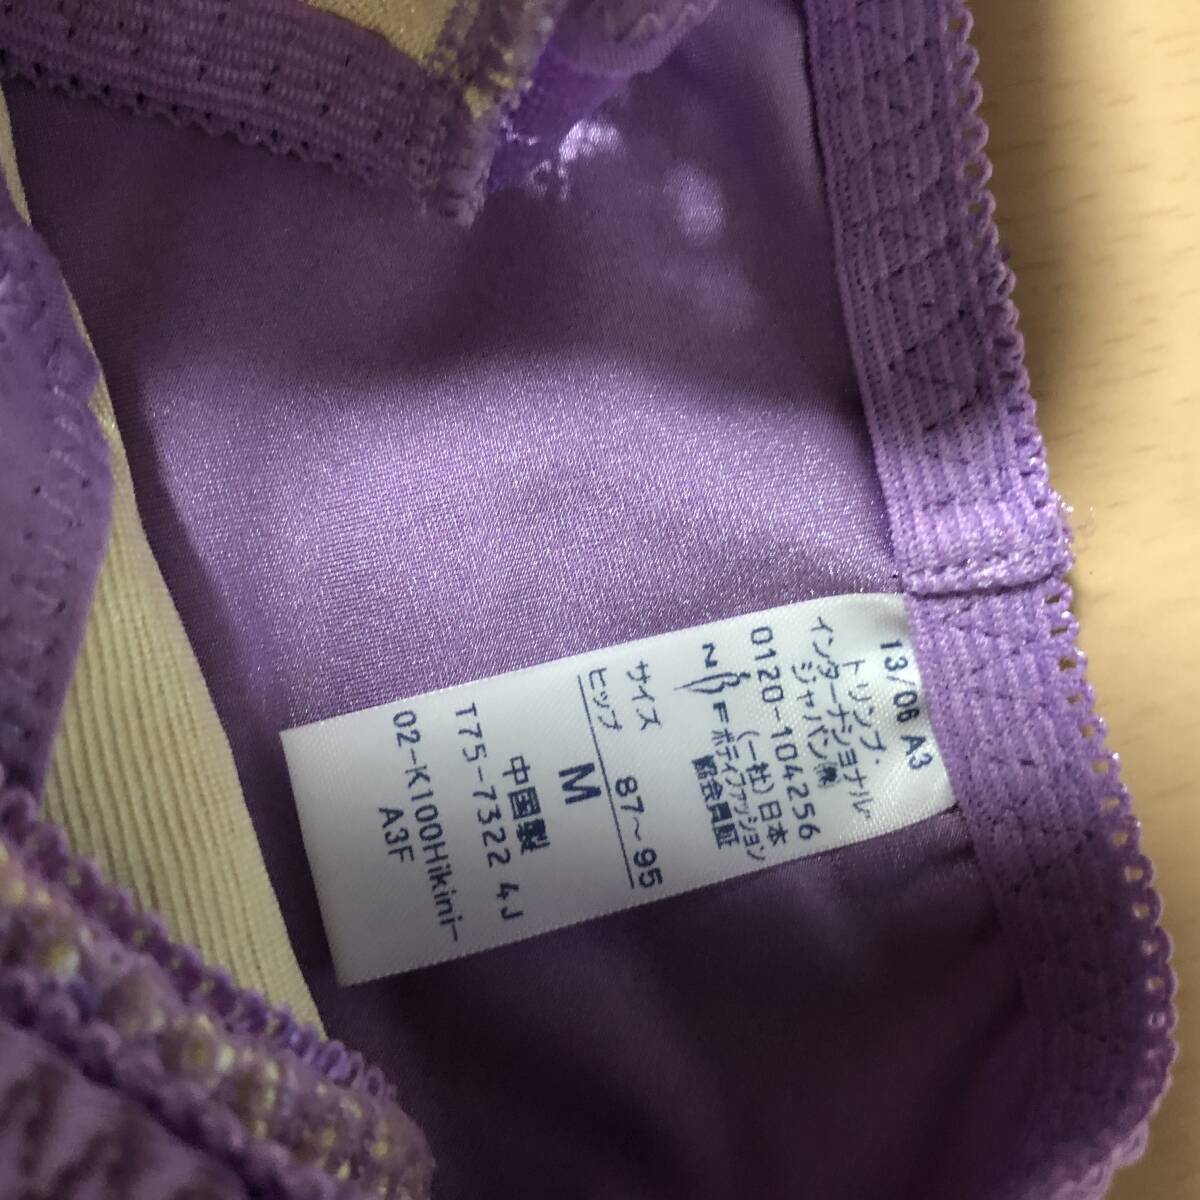 13/06 A3
トリンプ・
インターナショナル
ジャパン㈱
0120-104256
(一社)日本
NBF=ボディファッション
協会員証
サイズ
ヒップ 87～95
M
中国製
T75-7322 4J
02-K100Hikini-
A3F